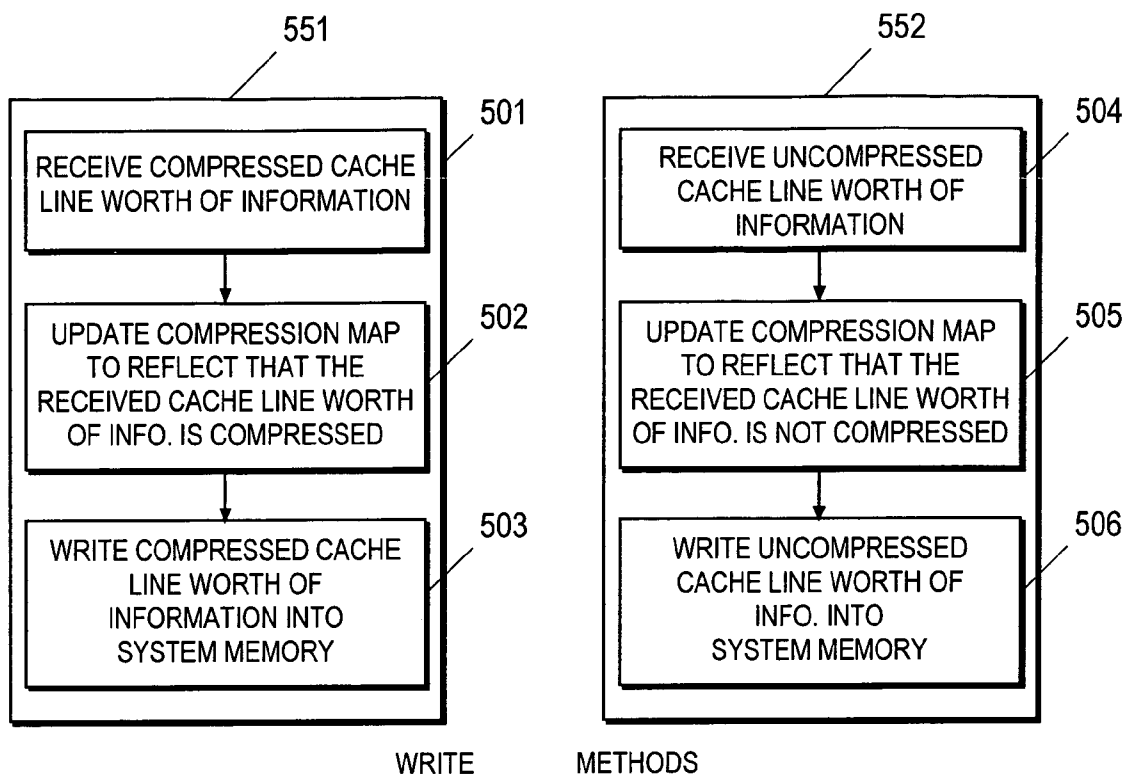 551
501
RECEIVE COMPRESSED CACHE
LINE WORTH OF INFORMATION
502
UPDATE COMPRESSION MAP
TO REFLECT THAT THE
RECEIVED CACHE LINE WORTH
OF INFO. IS COMPRESSED
503
WRITE COMPRESSED CACHE
LINE WORTH OF
INFORMATION INTO
SYSTEM MEMORY
552
504
RECEIVE UNCOMPRESSED
CACHE LINE WORTH OF
INFORMATION
505
UPDATE COMPRESSION MAP
TO REFLECT THAT THE
RECEIVED CACHE LINE WORTH
OF INFO. IS NOT COMPRESSED
506
WRITE UNCOMPRESSED
CACHE LINE WORTH OF
INFO. INTO
SYSTEM MEMORY
WRITE METHODS